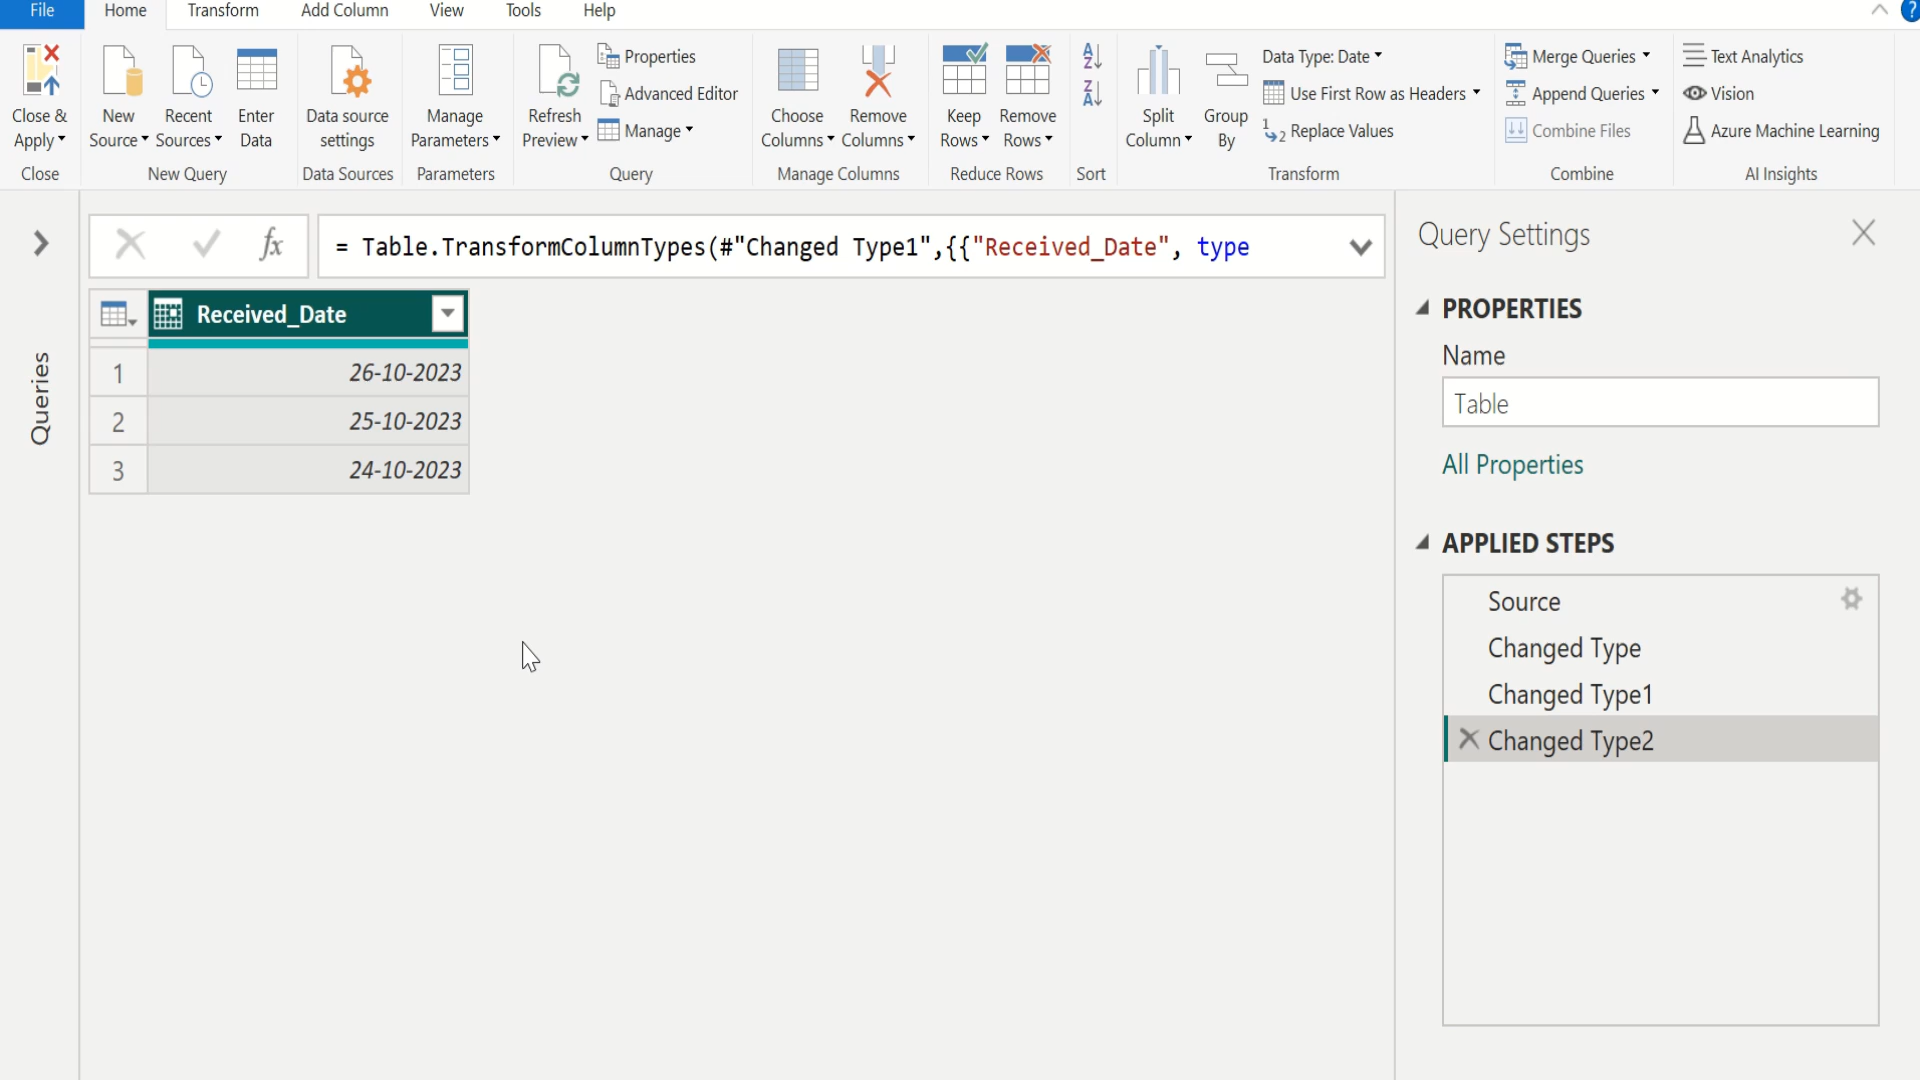 File Home Transform Add Column View Tools Help ?
Close & Apply
New Source
Recent Sources
Enter Data
Data source settings
Manage Parameters
Refresh Preview
Properties
Advanced Editor
Manage
Choose Columns
Remove Columns
Keep Rows
Remove Rows
A Z
Z A
Split Column
Group By
Data Type: Date
Use First Row as Headers
1 2 Replace Values
Merge Queries
Append Queries
Combine Files
Text Analytics
Vision
Azure Machine Learning
Close New Query Data Sources Parameters Query Manage Columns Reduce Rows Sort Transform Combine AI Insights
fx = Table.TransformColumnTypes(#"Changed Type1",{{"Received_Date", type
Queries
Received_Date
1 26-10-2023
2 25-10-2023
3 24-10-2023
Query Settings
PROPERTIES
Name
Table
All Properties
APPLIED STEPS
Source
Changed Type
Changed Type1
Changed Type2